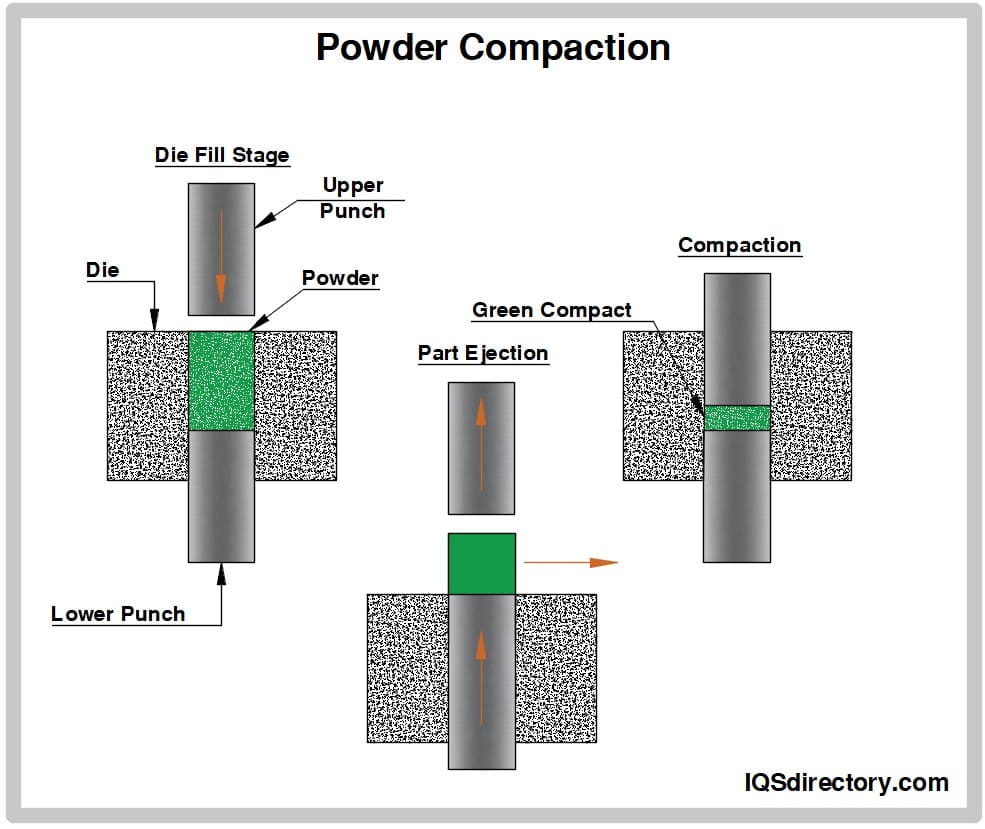 Powder Compaction
Die Fill Stage
Upper
Punch
Die
Powder
Lower Punch
Part Ejection
Compaction
Green Compact
IQSdirectory.com